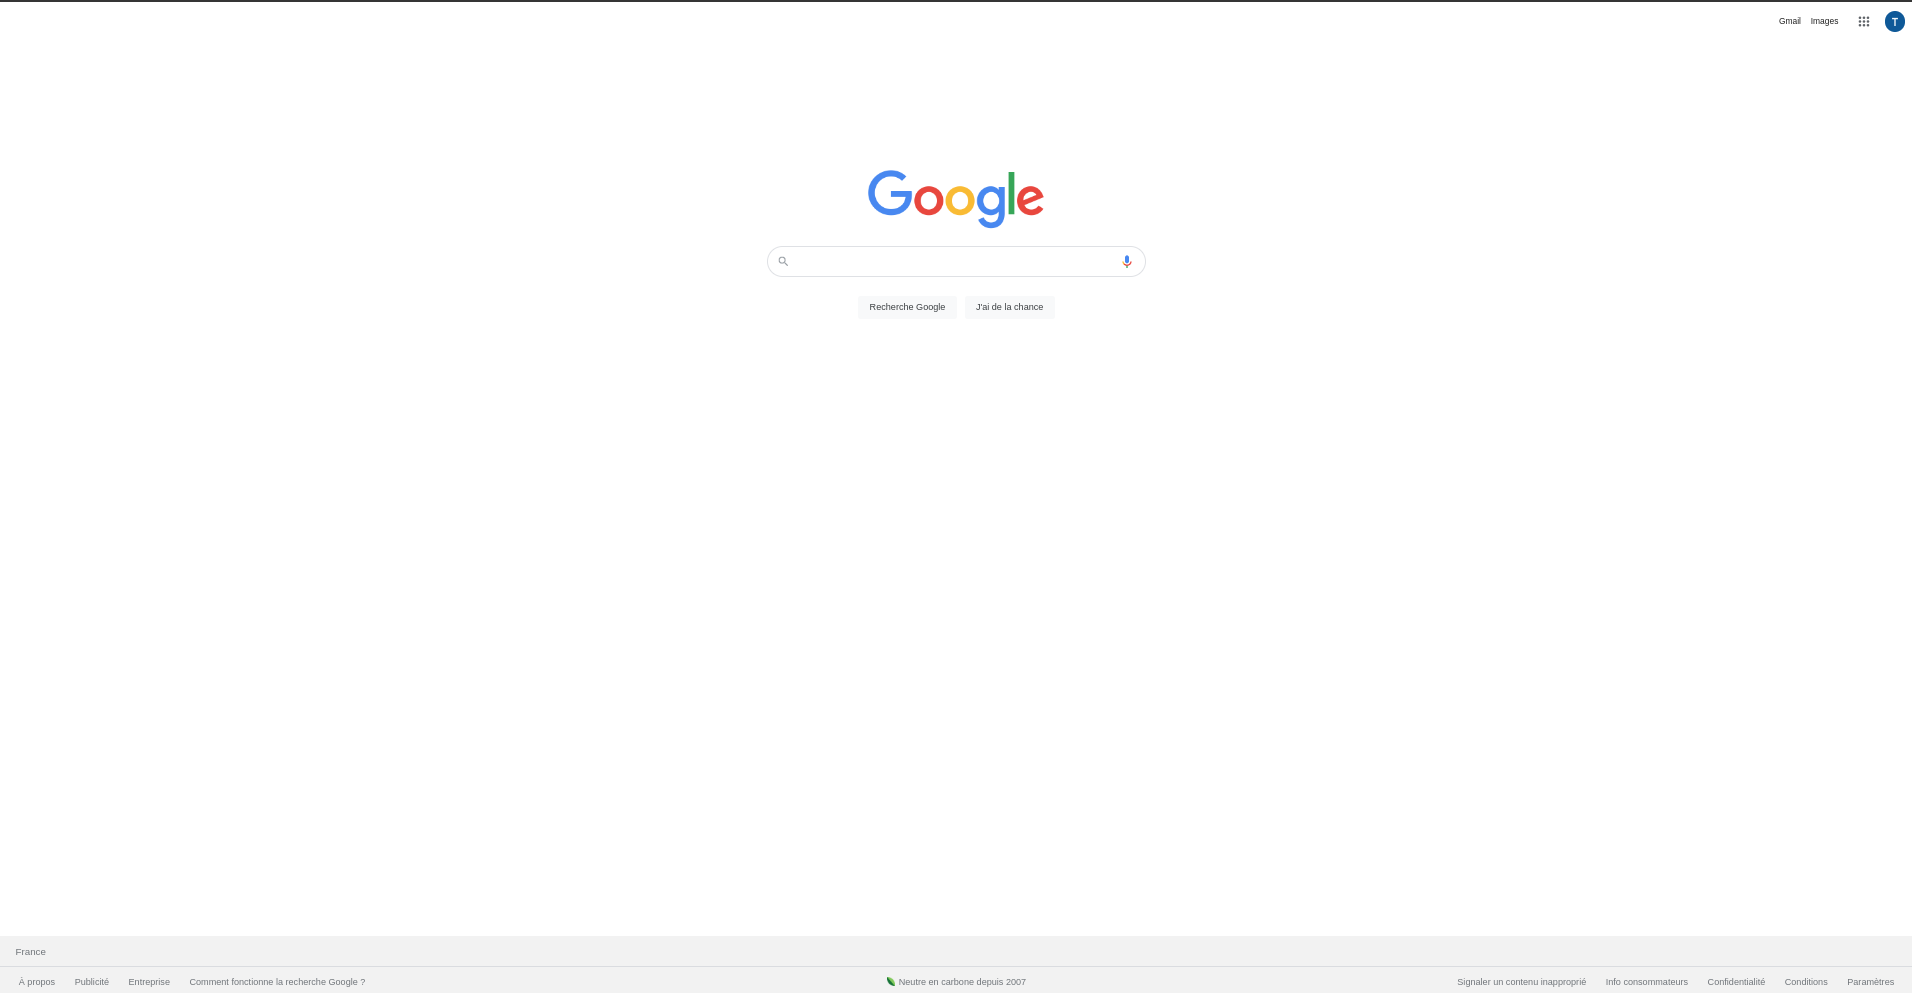 Gmail Images
T
Google
Recherche Google J'ai de la chance
France
À propos Publicité Entreprise Comment fonctionne la recherche Google ? Neutre en carbone depuis 2007 Signaler un contenu inapproprié Info consommateurs Confidentialité Conditions Paramètres